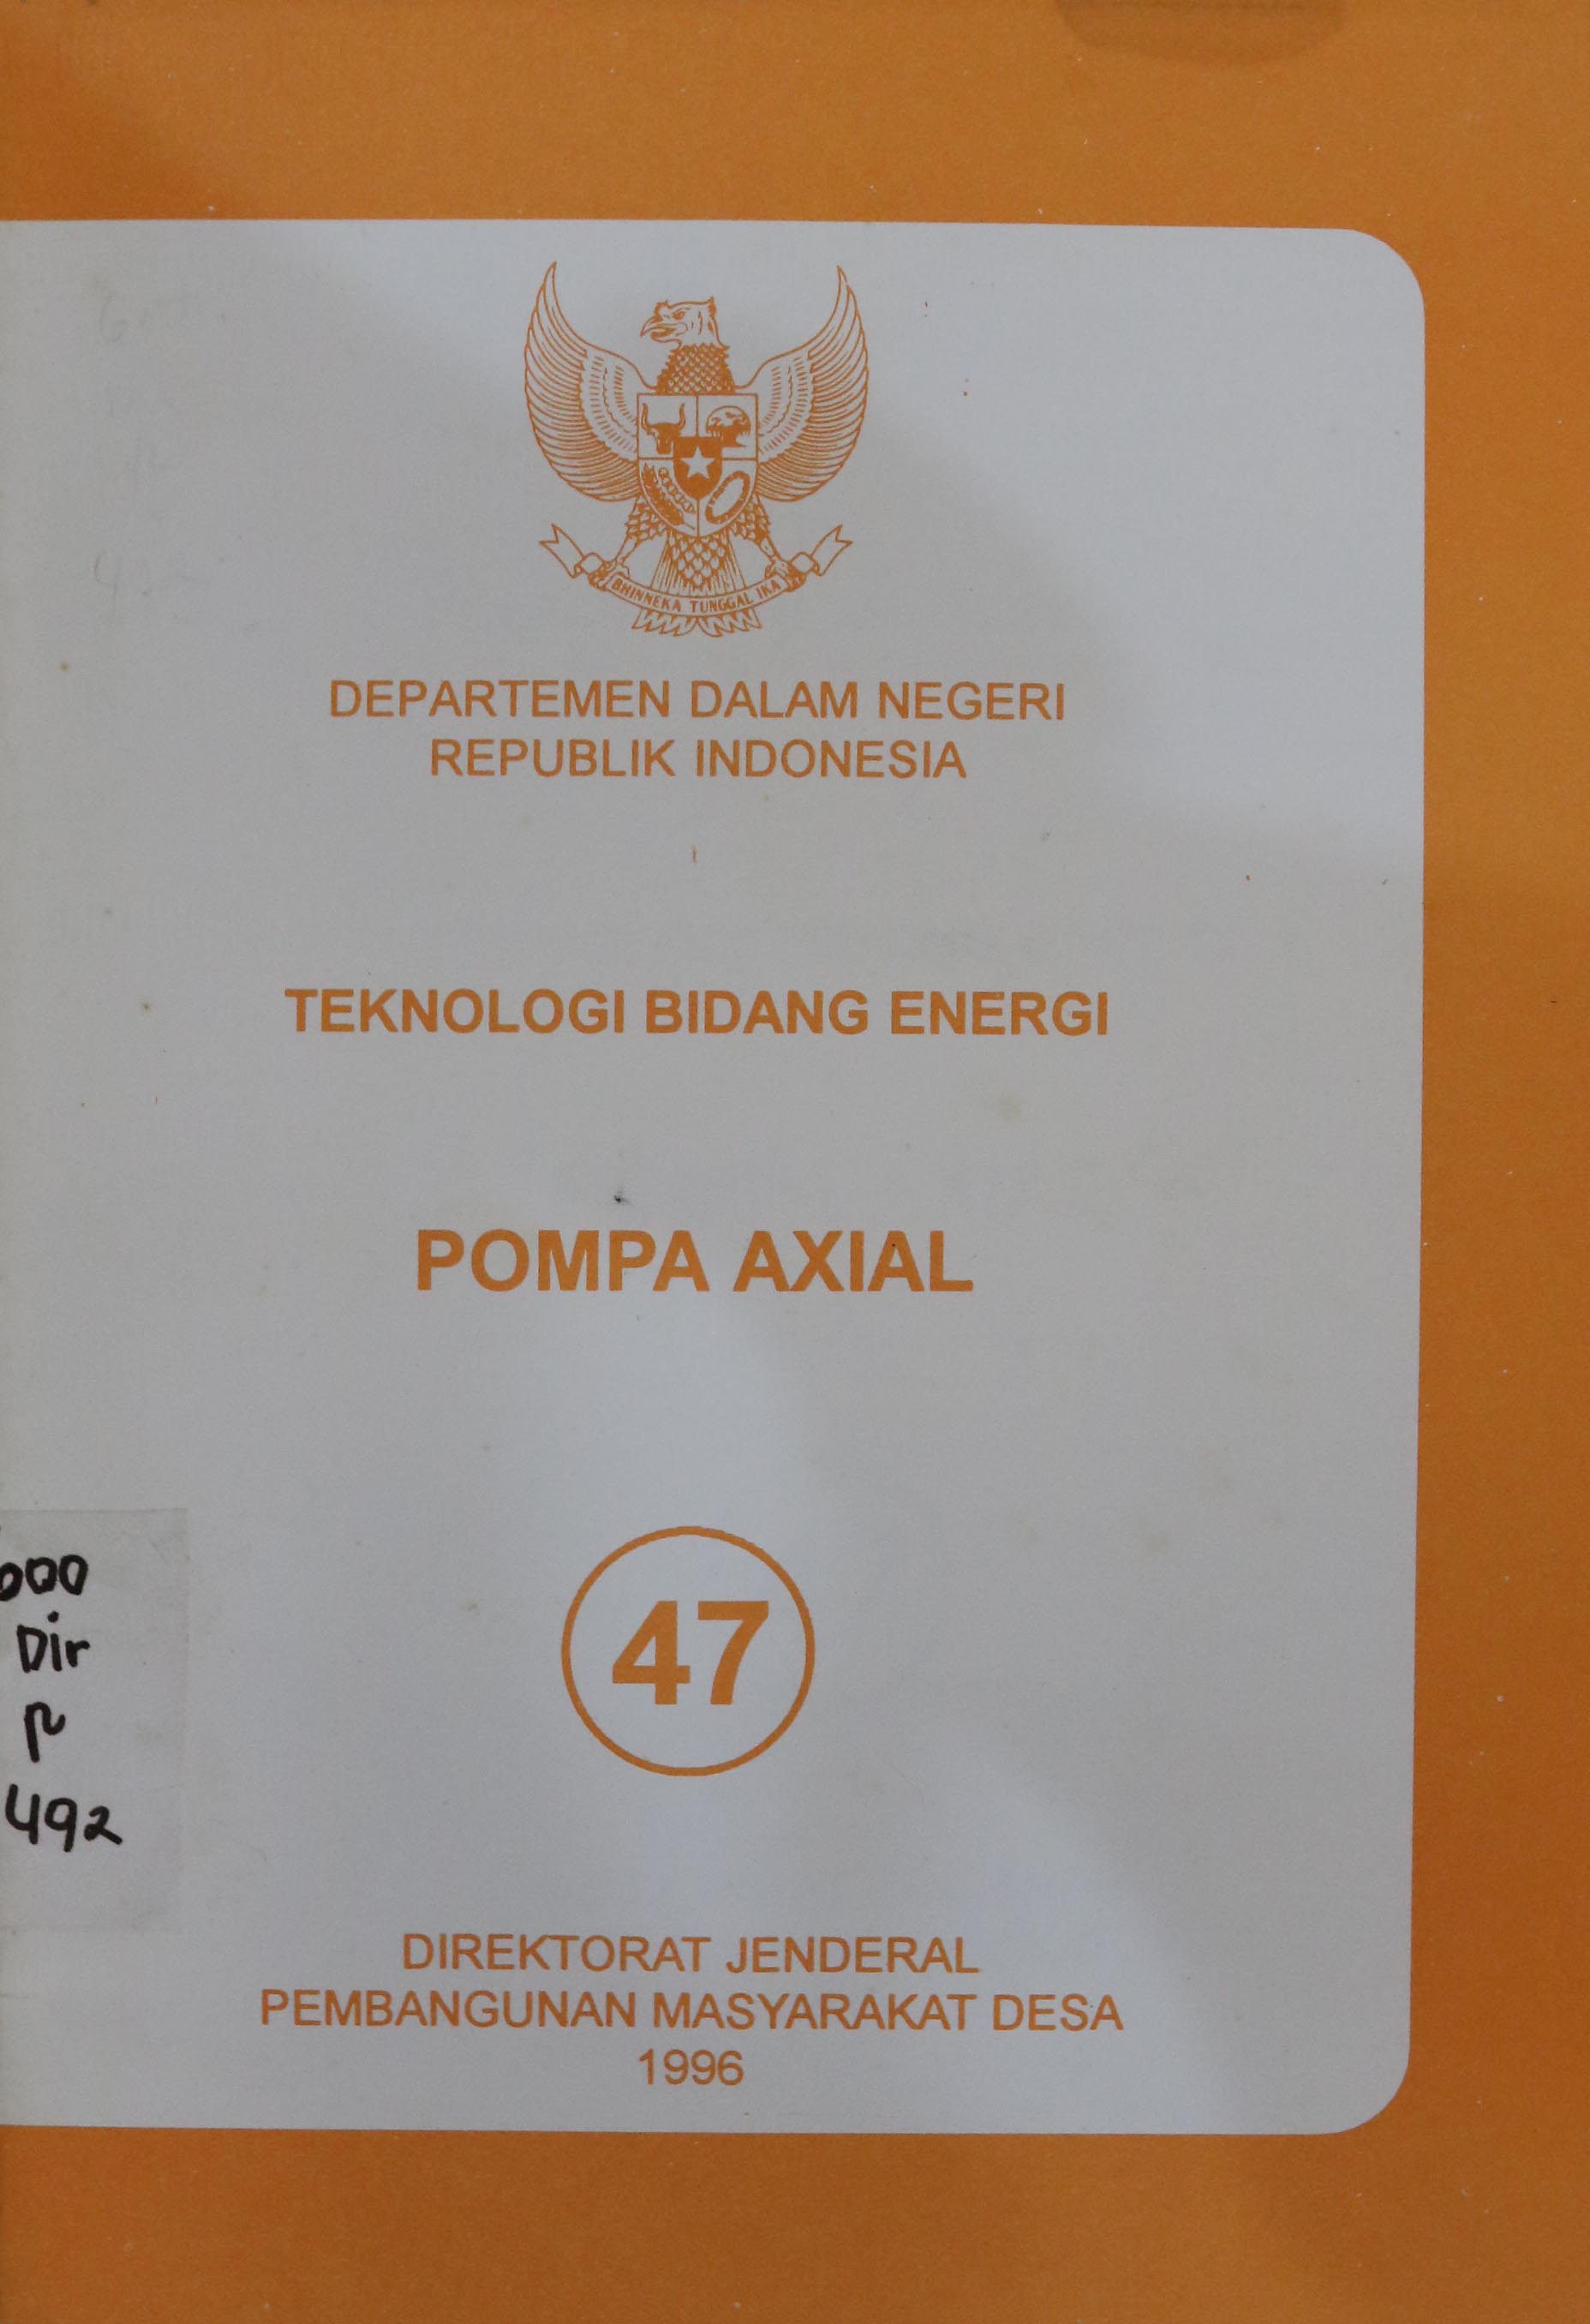 BHINNEKA TUNGGAL IKA
DEPARTEMEN DALAM NEGERI
REPUBLIK INDONESIA
TEKNOLOGI BIDANG ENERGI
POMPA AXIAL
47
Dir
p
492
DIREKTORAT JENDERAL
PEMBANGUNAN MASYARAKAT DESA
1996